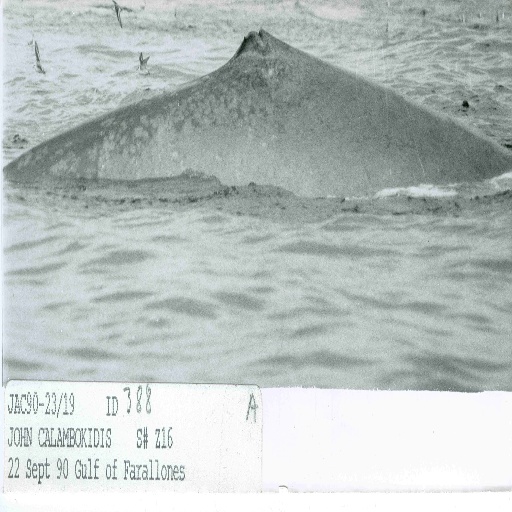 JAC90-23/19 ID 388 A
JOHN CALAMBOKIDIS S# Z16
22 Sept 90 Gulf of Farallones